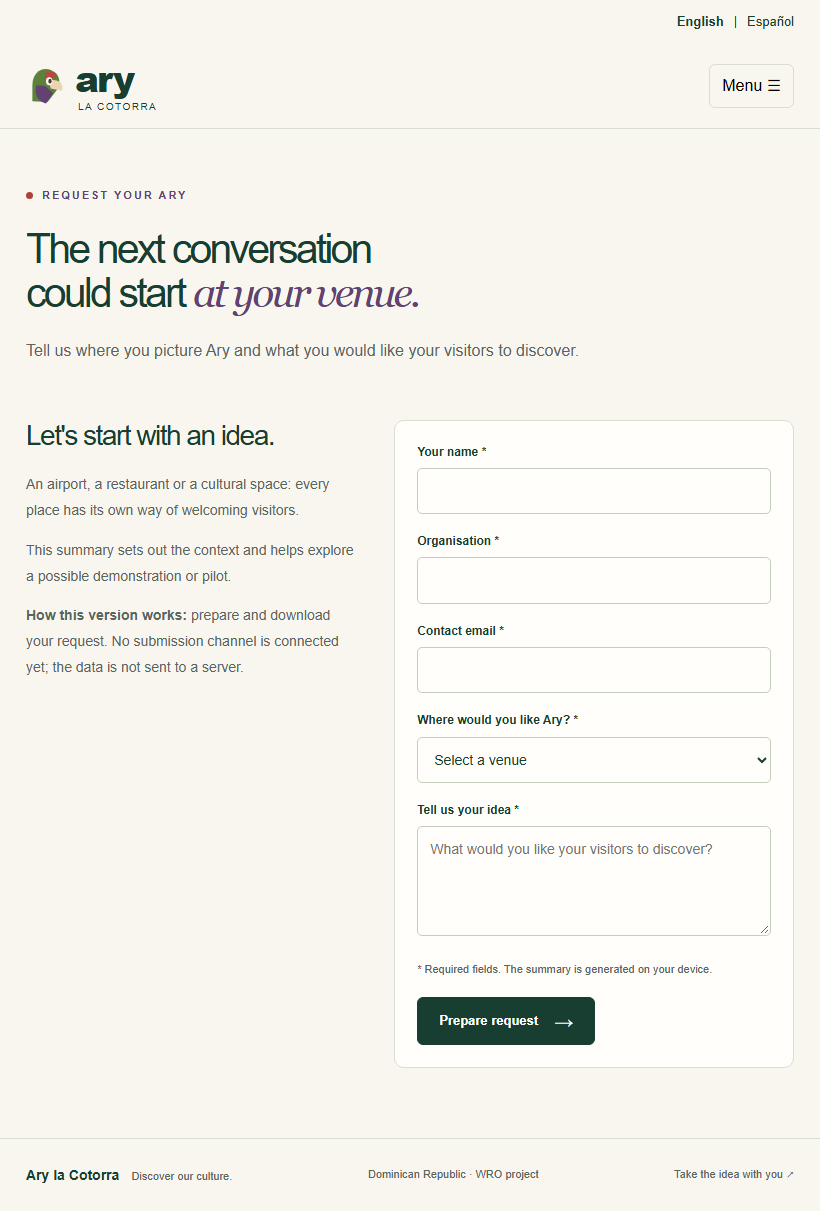 English | Español
ary
LA COTORRA
Menu ☰
REQUEST YOUR ARY
The next conversation
could start at your venue.
Tell us where you picture Ary and what you would like your visitors to discover.
Let's start with an idea.
An airport, a restaurant or a cultural space: every
place has its own way of welcoming visitors.
This summary sets out the context and helps explore
a possible demonstration or pilot.
How this version works: prepare and download
your request. No submission channel is connected
yet; the data is not sent to a server.
Your name *
Organisation *
Contact email *
Where would you like Ary? *
Select a venue
Tell us your idea *
What would you like your visitors to discover?
* Required fields. The summary is generated on your device.
Prepare request →
Ary la Cotorra Discover our culture.
Dominican Republic · WRO project
Take the idea with you ↗